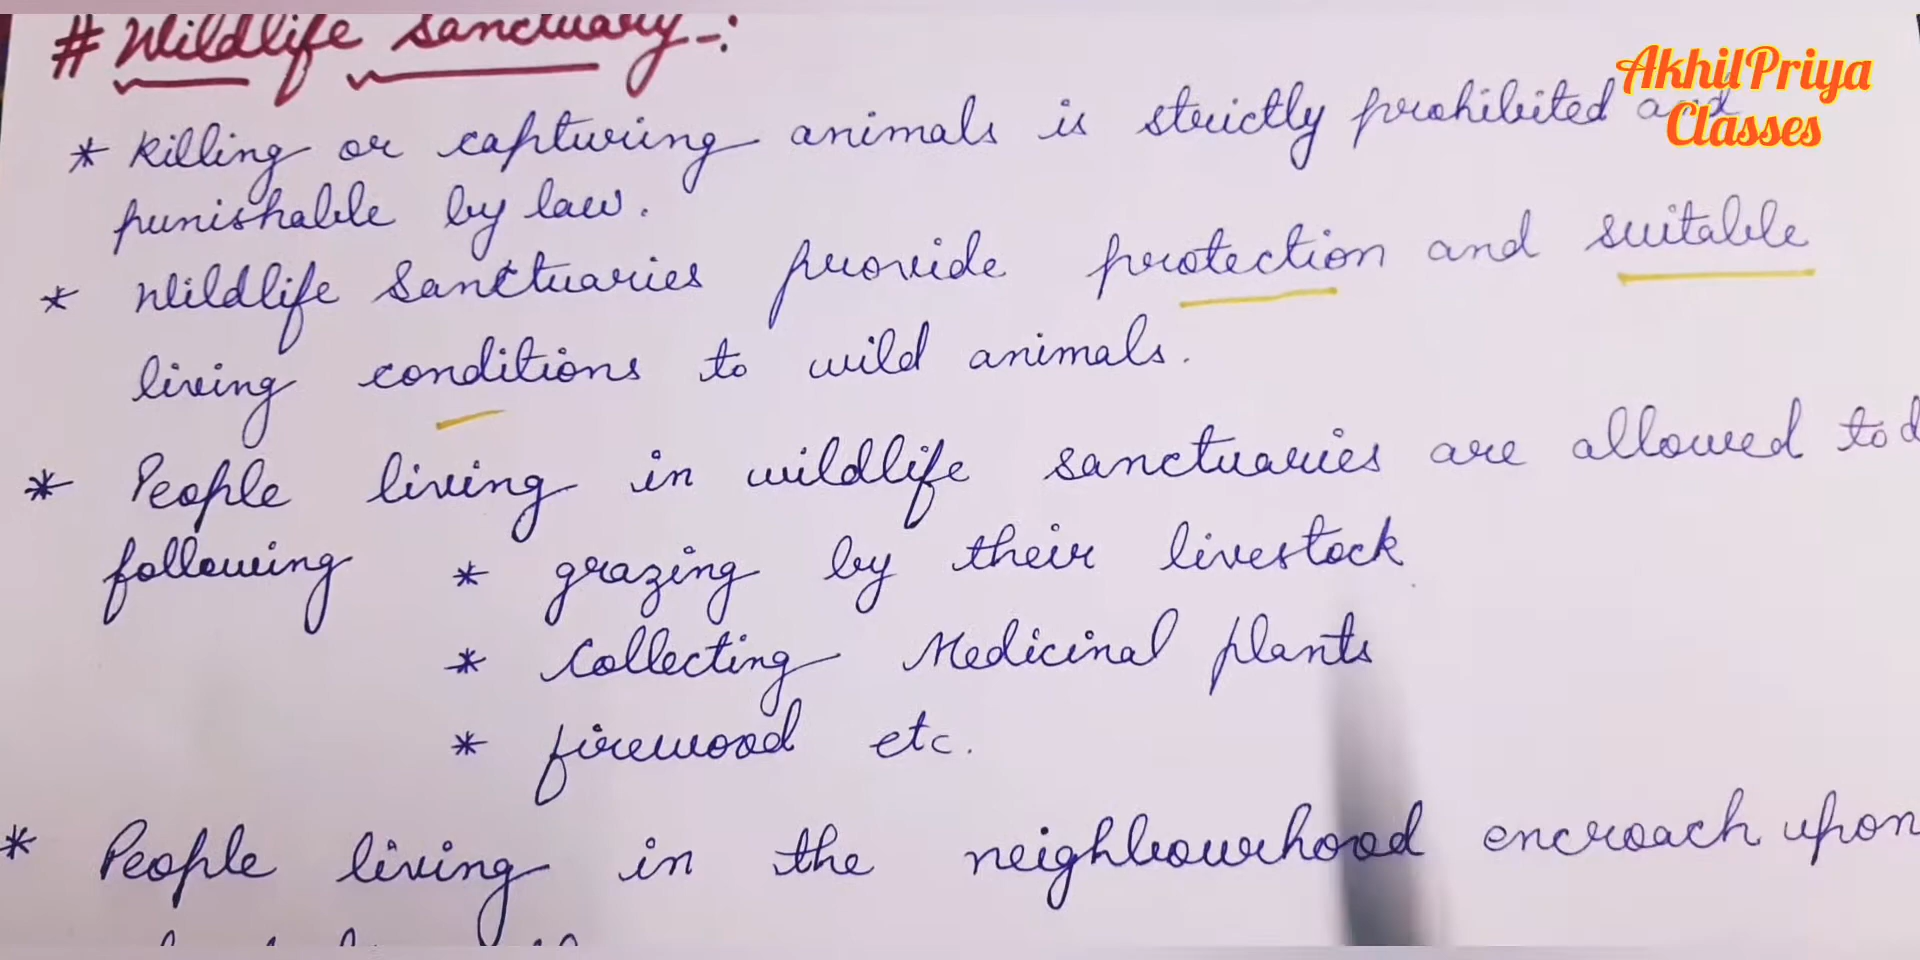 # Wildlife Sanctuary -:
AkhilPriya
Classes
* Killing or capturing animals is strictly prohibited and
punishable by law.
* Wildlife Sanctuaries provide protection and suitable
living conditions to wild animals.
* People living in wildlife sanctuaries are allowed to d
following * grazing by their livestock
* Collecting Medicinal plants
* firewood etc.
* People living in the neighbourhood encroach upon